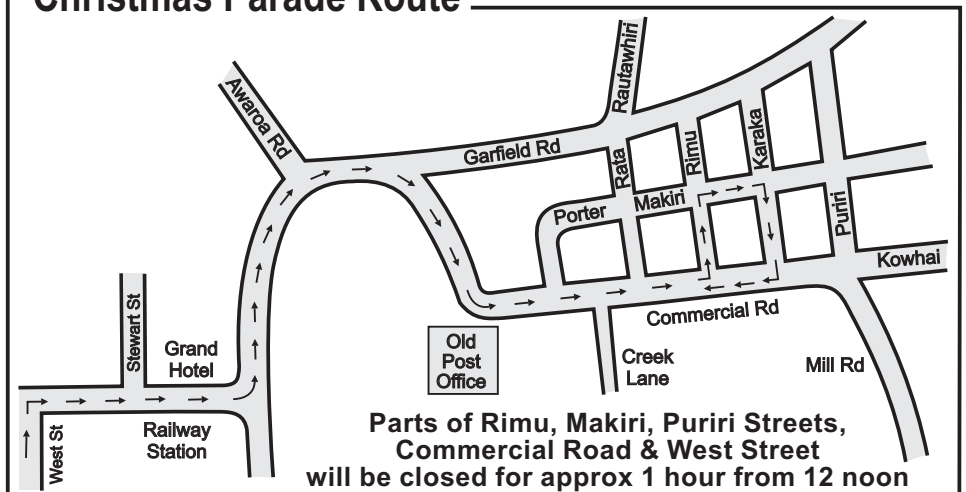 Christmas Parade Route
Rautawhiri
Awaroa Rd
Garfield Rd
Rata
Rimu
Karaka
Porter
Makiri
Puriri
Kowhai
Stewart St
Grand
Hotel
Commercial Rd
Old
Post
Office
Creek
Lane
Mill Rd
West St
Railway
Station
Parts of Rimu, Makiri, Puriri Streets,
Commercial Road & West Street
will be closed for approx 1 hour from 12 noon